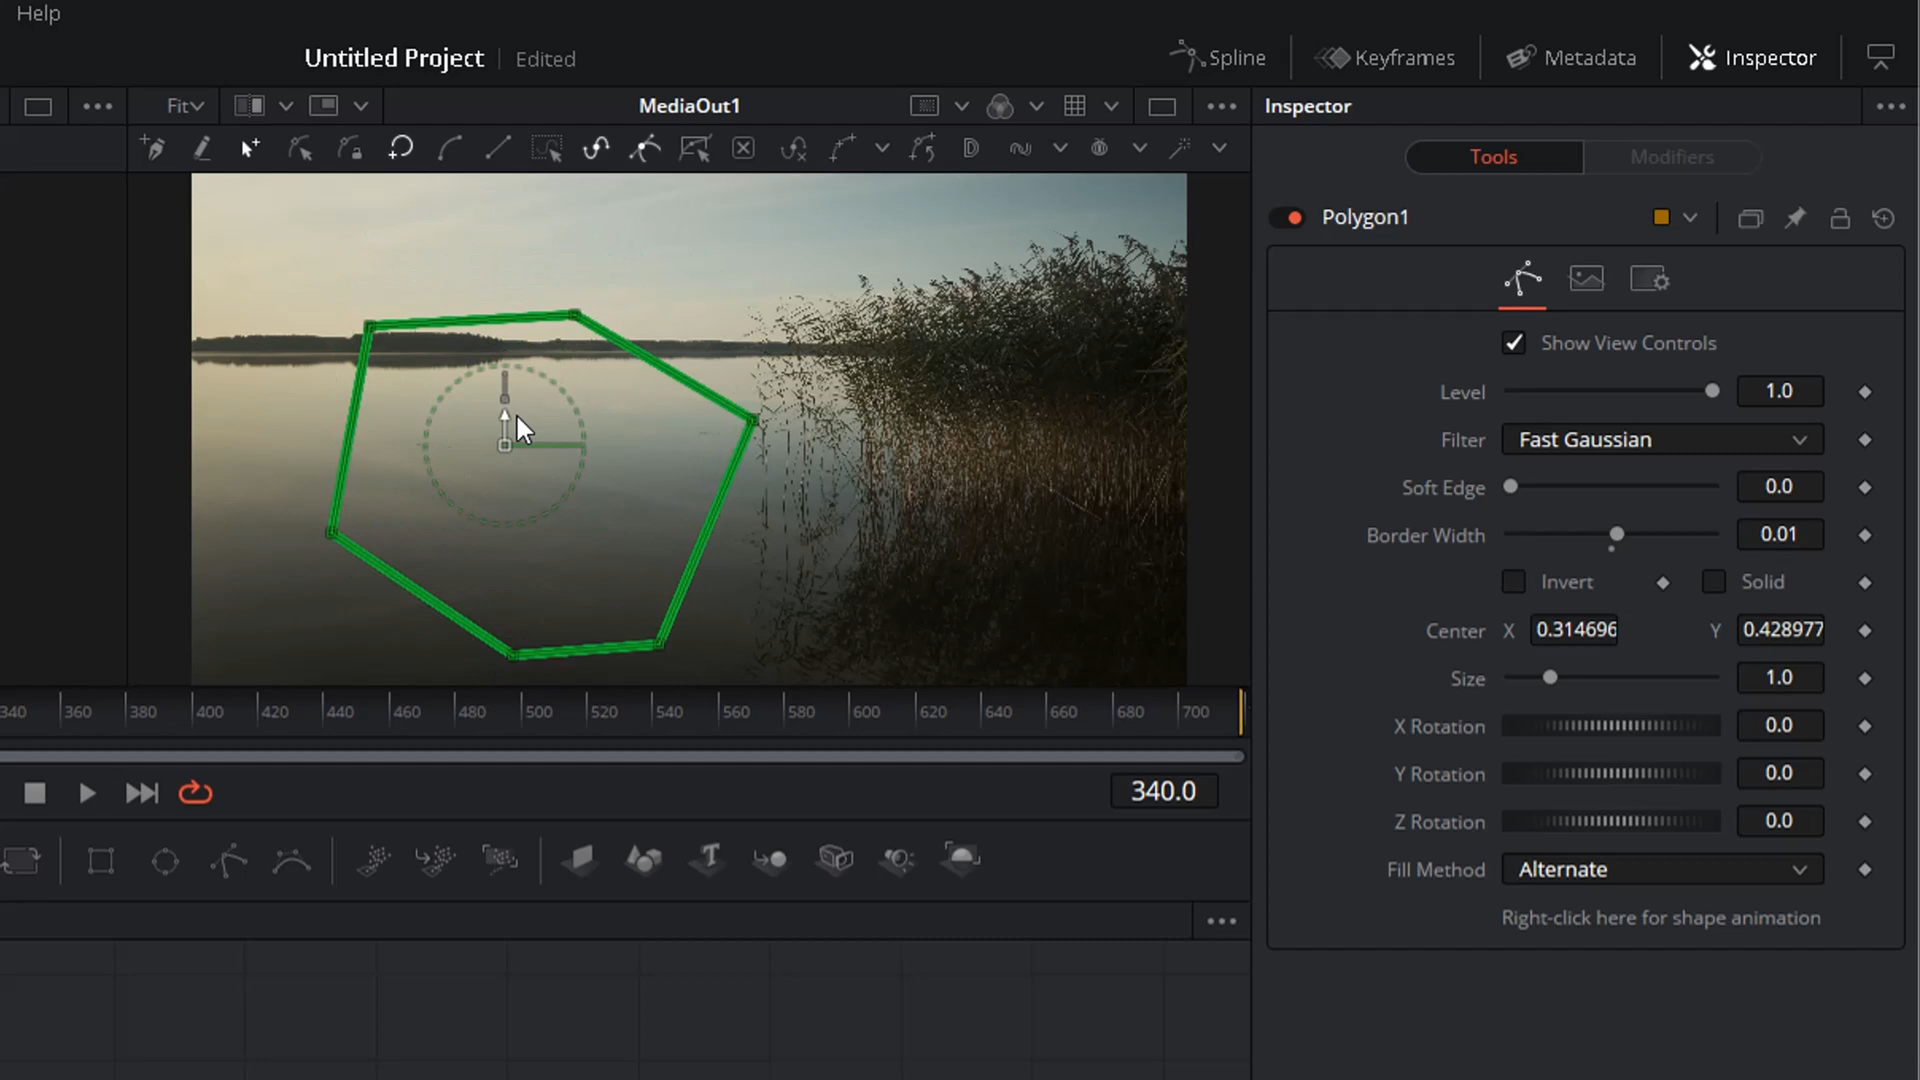 Help
Untitled Project
Edited
Spline
Keyframes
Metadata
Inspector
Fit
MediaOut1
Inspector
Tools
Modifiers
Polygon1
Show View Controls
Level 1.0
Filter Fast Gaussian
Soft Edge 0.0
Border Width 0.01
Invert Solid
Center X 0.314696 Y 0.428977
Size 1.0
X Rotation 0.0
Y Rotation 0.0
Z Rotation 0.0
Fill Method Alternate
Right-click here for shape animation
340 360 380 400 420 440 460 480 500 520 540 560 580 600 620 640 660 680 700
340.0